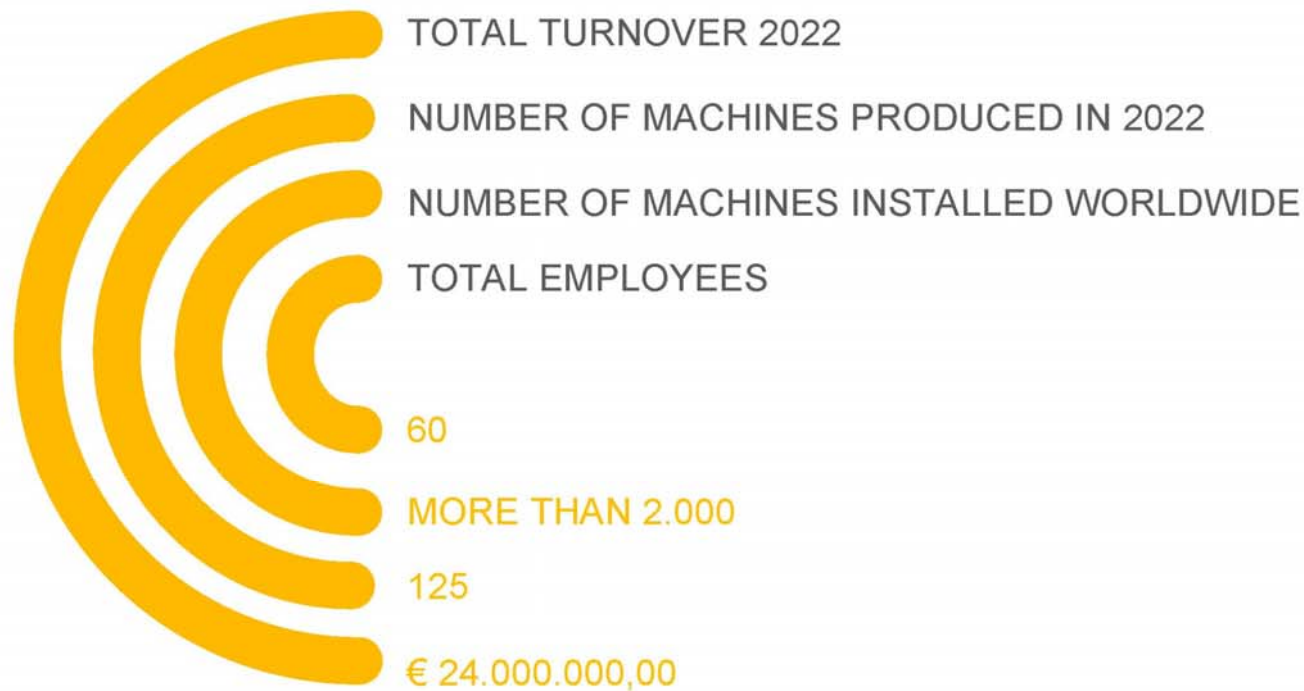 TOTAL TURNOVER 2022
NUMBER OF MACHINES PRODUCED IN 2022
NUMBER OF MACHINES INSTALLED WORLDWIDE
TOTAL EMPLOYEES
60
MORE THAN 2.000
125
€ 24.000.000,00